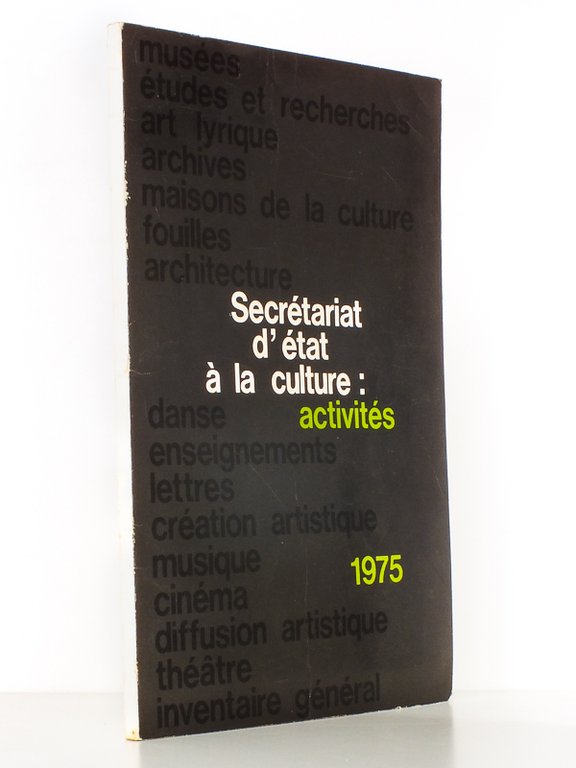 musées
études et recherches
art lyrique
archives
maisons de la culture
fouilles
architecture
Secrétariat
d'état
à la culture :
danse activités
enseignements
lettres
création artistique
musique
1975
cinéma
diffusion artistique
théâtre
inventaire général